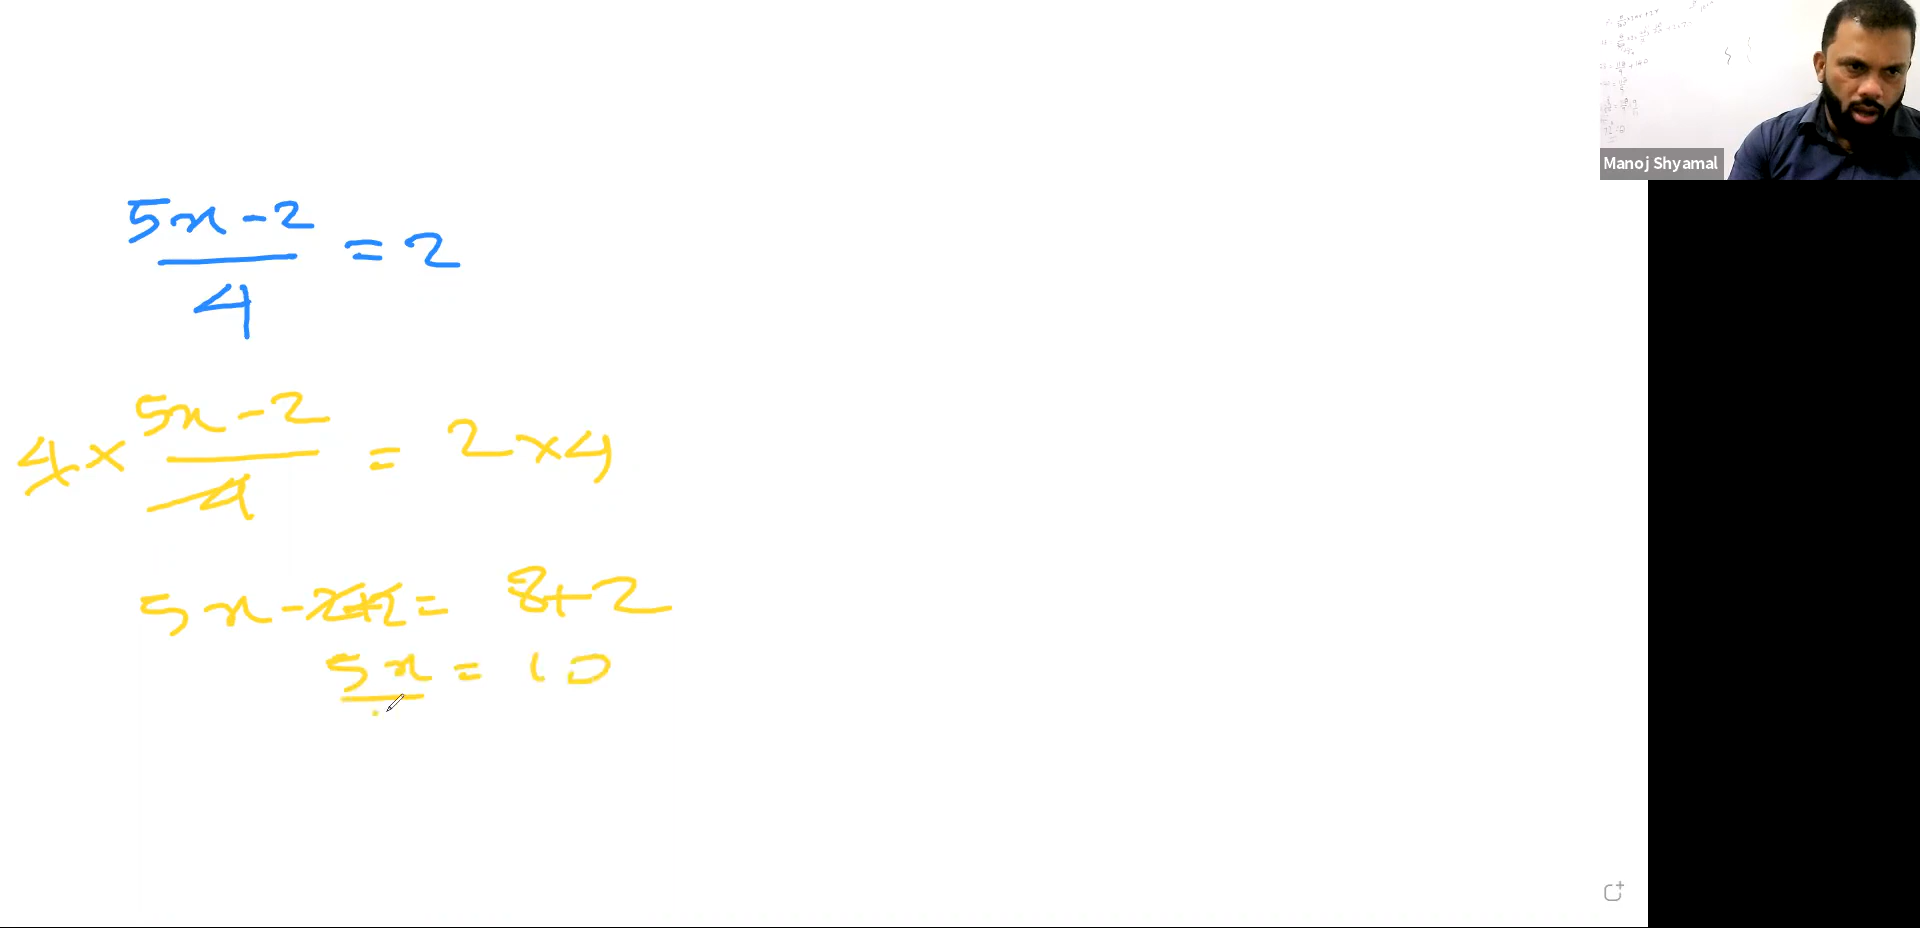 5x - 2
4
= 2
4 × 5x - 2
4
= 2 × 4
5x - 2 + 2 = 8 + 2
5x = 10
Manoj Shyamal